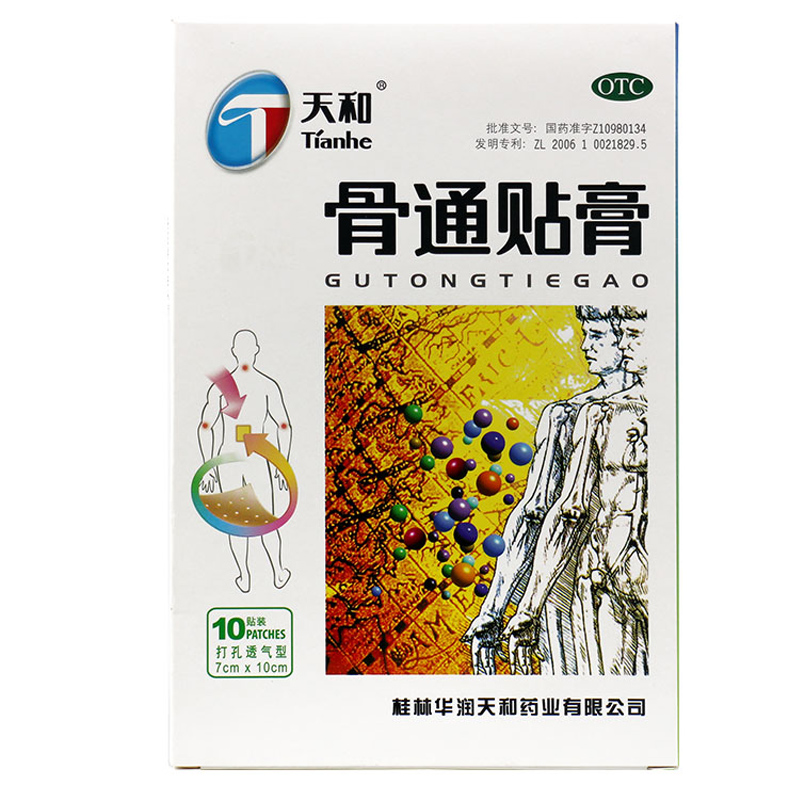 天和®
Tianhe
OTC
批准文号: 国药准字Z10980134
发明专利: ZL 2006 1 0021829.5
骨通贴膏
GUTONGTIEGAO
10贴装
PATCHES
打孔透气型
7cm x 10cm
桂林华润天和药业有限公司